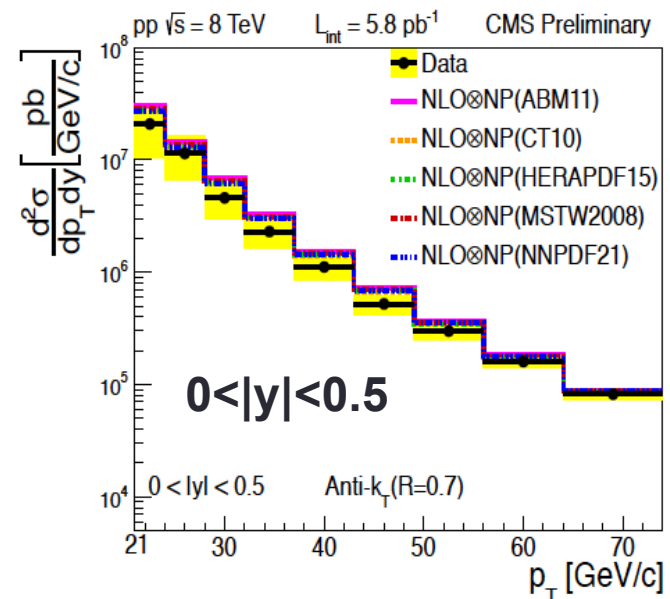 pp √s = 8 TeV L_int = 5.8 pb⁻¹ CMS Preliminary
d²σ/dp_Tdy [pb/GeV/c]
10⁸
10⁷
10⁶
10⁵
10⁴
Data
NLO⊗NP(ABM11)
NLO⊗NP(CT10)
NLO⊗NP(HERAPDF15)
NLO⊗NP(MSTW2008)
NLO⊗NP(NNPDF21)
0<|y|<0.5
0 < |y| < 0.5 Anti-k_T(R=0.7)
21 30 40 50 60 70
p_T [GeV/c]